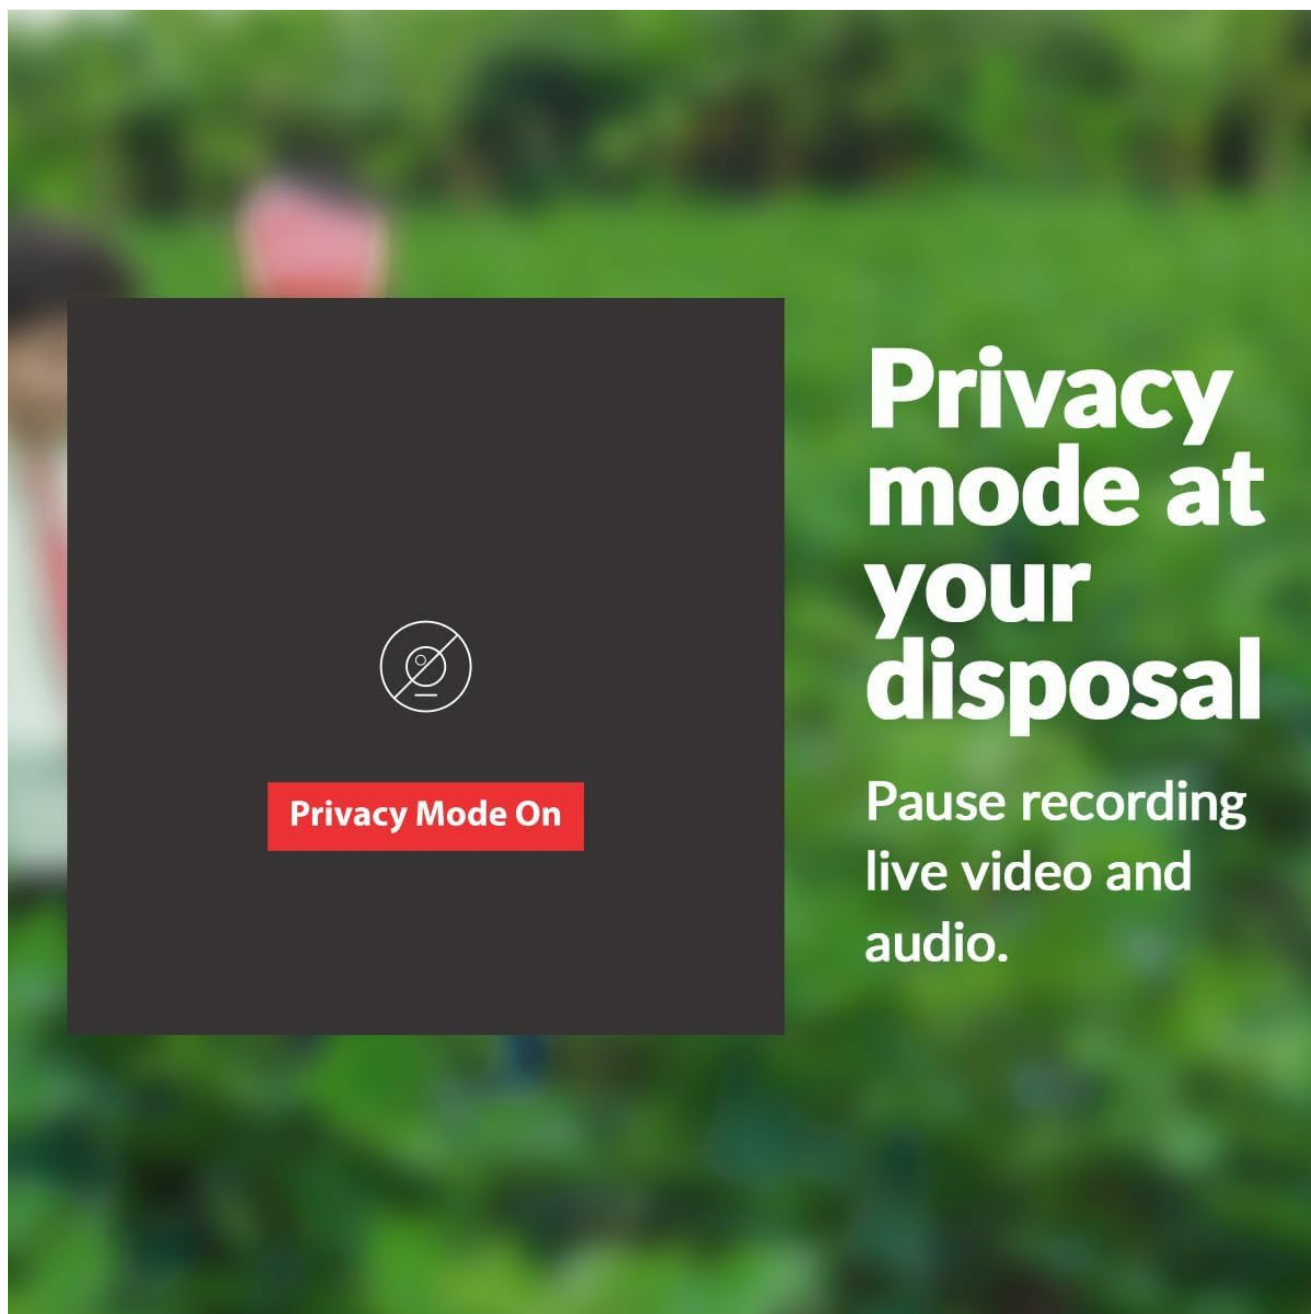 Privacy
mode at
your
disposal
Pause recording
live video and
audio.
Privacy Mode On